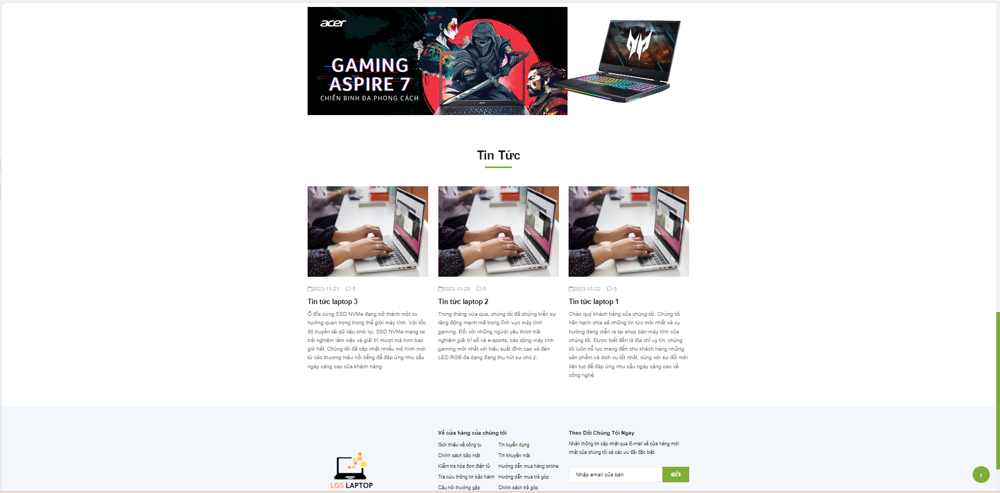 acer
GAMING
ASPIRE 7
CHIẾN BINH ĐA PHONG CÁCH
Tin Tức
2023-11-21 5
Tin tức laptop 3
Ổ đĩa cứng SSD NVMe đang trở thành một xu
hướng quan trọng trong thế giới máy tính. Với tốc
độ truyền tải dữ liệu chói lọi, SSD NVMe mang lại
trải nghiệm làm việc và giải trí mượt mà hơn bao
giờ hết. Chúng tôi đã cập nhật nhiều mô hình mới
từ các thương hiệu nổi tiếng để đáp ứng nhu cầu
ngày càng cao của khách hàng.
2023-11-29 5
Tin tức laptop 2
Trong tháng vừa qua, chúng tôi đã chứng kiến sự
tăng động mạnh mẽ trong lĩnh vực máy tính
gaming. Đối với những người yêu thích trải
nghiệm giải trí số và e-sports, các dòng máy tính
gaming mới nhất với hiệu suất đỉnh cao và đèn
LED RGB đa dạng đang thu hút sự chú ý.
2023-11-22 5
Tin tức laptop 1
Chào quý khách hàng của chúng tôi, Chúng tôi
hân hạnh chia sẻ những tin tức mới nhất và xu
hướng đang diễn ra tại shop bán máy tính của
chúng tôi. Được biết đến là địa chỉ uy tín, chúng
tôi luôn nỗ lực mang đến cho khách hàng những
sản phẩm và dịch vụ tốt nhất, cùng với sự đổi mới
liên tục để đáp ứng nhu cầu ngày càng cao về
công nghệ.
LGS LAPTOP
Về cửa hàng của chúng tôi
Giới thiệu về công tu
Chính sách bảo mật
Kiểm tra hóa đơn điện tử
Tra cứu thông tin bảo hành
Câu hỏi thường gặp
Tin tuyển dụng
Tin khuyến mãi
Hướng dẫn mua hàng online
Hướng dẫn mua trả góp
Chính sách trả góp
Theo Dõi Chúng Tôi Ngay
Nhận thông tin cập nhật qua E-mail về cửa hàng mới
nhất của chúng tôi và các ưu đãi đặc biệt.
Nhập email của bạn
GỬI